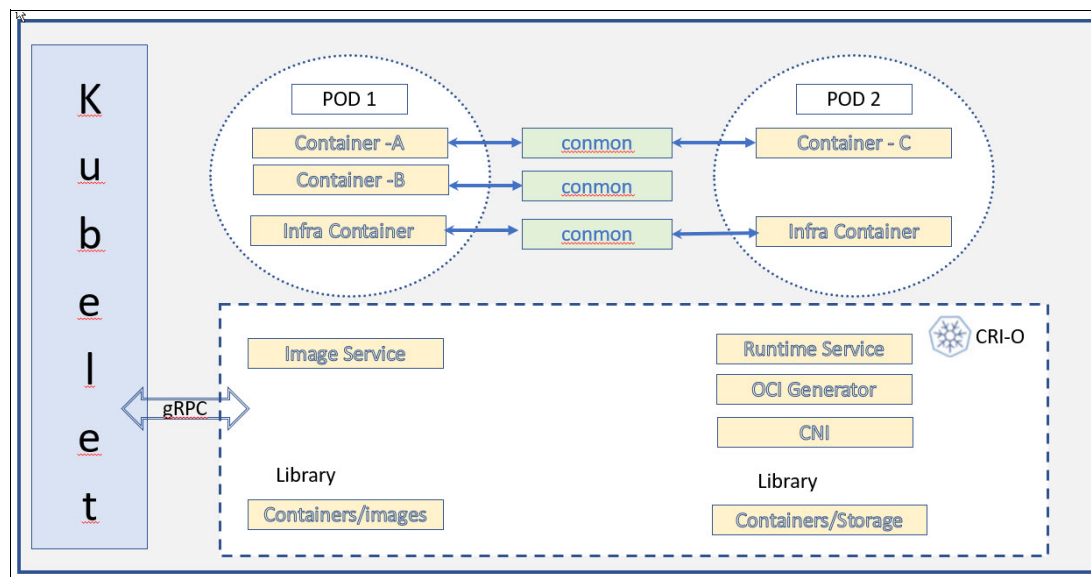 Kubelet
POD 1
POD 2
Container -A
conmon
Container - C
Container -B
conmon
Infra Container
conmon
Infra Container
CRI-O
Image Service
Runtime Service
OCI Generator
gRPC
CNI
Library
Library
Containers/images
Containers/Storage